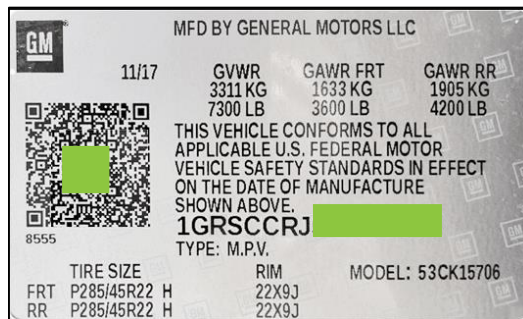 GM
MFD BY GENERAL MOTORS LLC
11/17 GVWR GAWR FRT GAWR RR
3311 KG 1633 KG 1905 KG
7300 LB 3600 LB 4200 LB
THIS VEHICLE CONFORMS TO ALL
APPLICABLE U.S. FEDERAL MOTOR
VEHICLE SAFETY STANDARDS IN EFFECT
ON THE DATE OF MANUFACTURE
SHOWN ABOVE.
1GRSCCRJ
8555
TYPE: M.P.V.
TIRE SIZE RIM MODEL: 53CK15706
FRT P285/45R22 H 22X9J
RR P285/45R22 H 22X9J